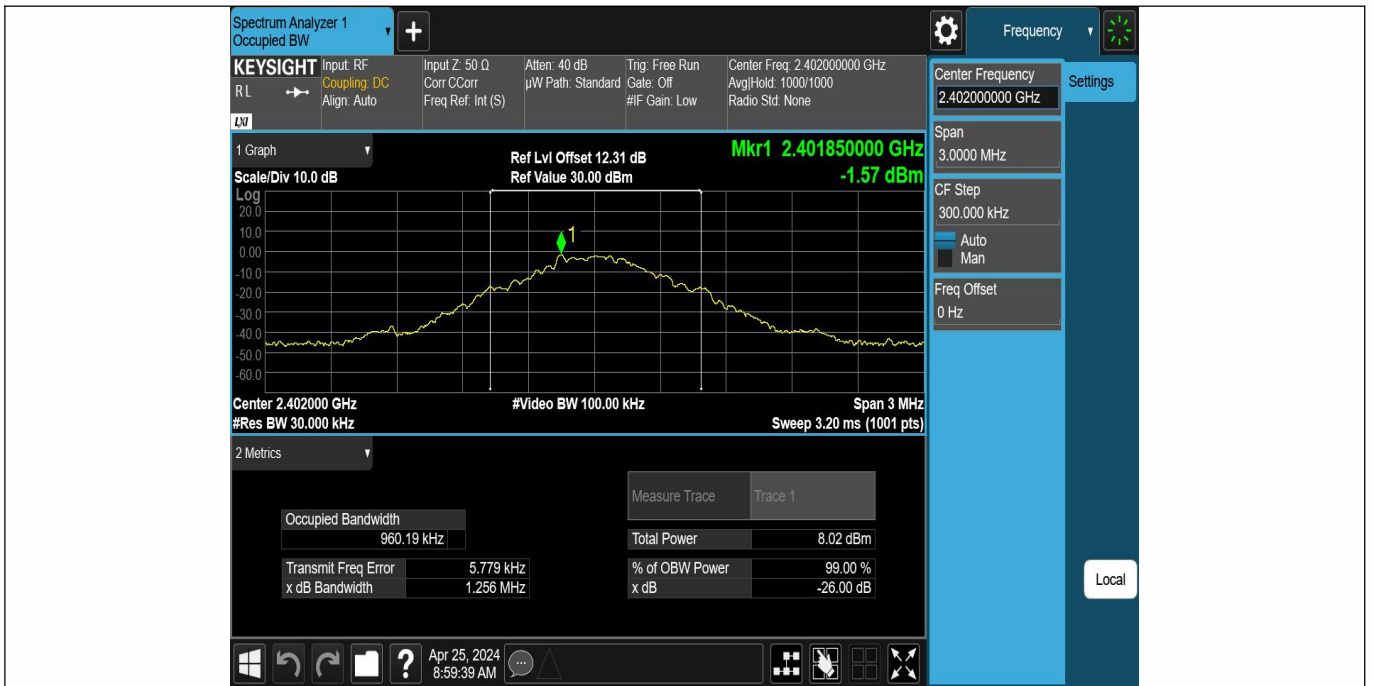 Spectrum Analyzer 1
Occupied BW
+
Frequency
KEYSIGHT
RL
LXI
Input: RF
Coupling: DC
Align: Auto
Input Z: 50 Ω
Corr CCorr
Freq Ref: Int (S)
Atten: 40 dB
µW Path: Standard
Trig: Free Run
Gate: Off
#IF Gain: Low
Center Freq: 2.402000000 GHz
Avg|Hold: 1000/1000
Radio Std: None
Center Frequency
2.402000000 GHz
Settings
Span
3.0000 MHz
CF Step
300.000 kHz
Auto
Man
Freq Offset
0 Hz
Local
1 Graph
Scale/Div 10.0 dB
Ref Lvl Offset 12.31 dB
Ref Value 30.00 dBm
Mkr1 2.401850000 GHz
-1.57 dBm
Log
20.0
10.0
0.00
-10.0
-20.0
-30.0
-40.0
-50.0
-60.0
1
Center 2.402000 GHz
#Video BW 100.00 kHz
Span 3 MHz
#Res BW 30.000 kHz
Sweep 3.20 ms (1001 pts)
2 Metrics
Measure Trace Trace 1
Occupied Bandwidth
960.19 kHz
Total Power 8.02 dBm
Transmit Freq Error 5.779 kHz
% of OBW Power 99.00 %
x dB Bandwidth 1.256 MHz
x dB -26.00 dB
?
Apr 25, 2024
8:59:39 AM